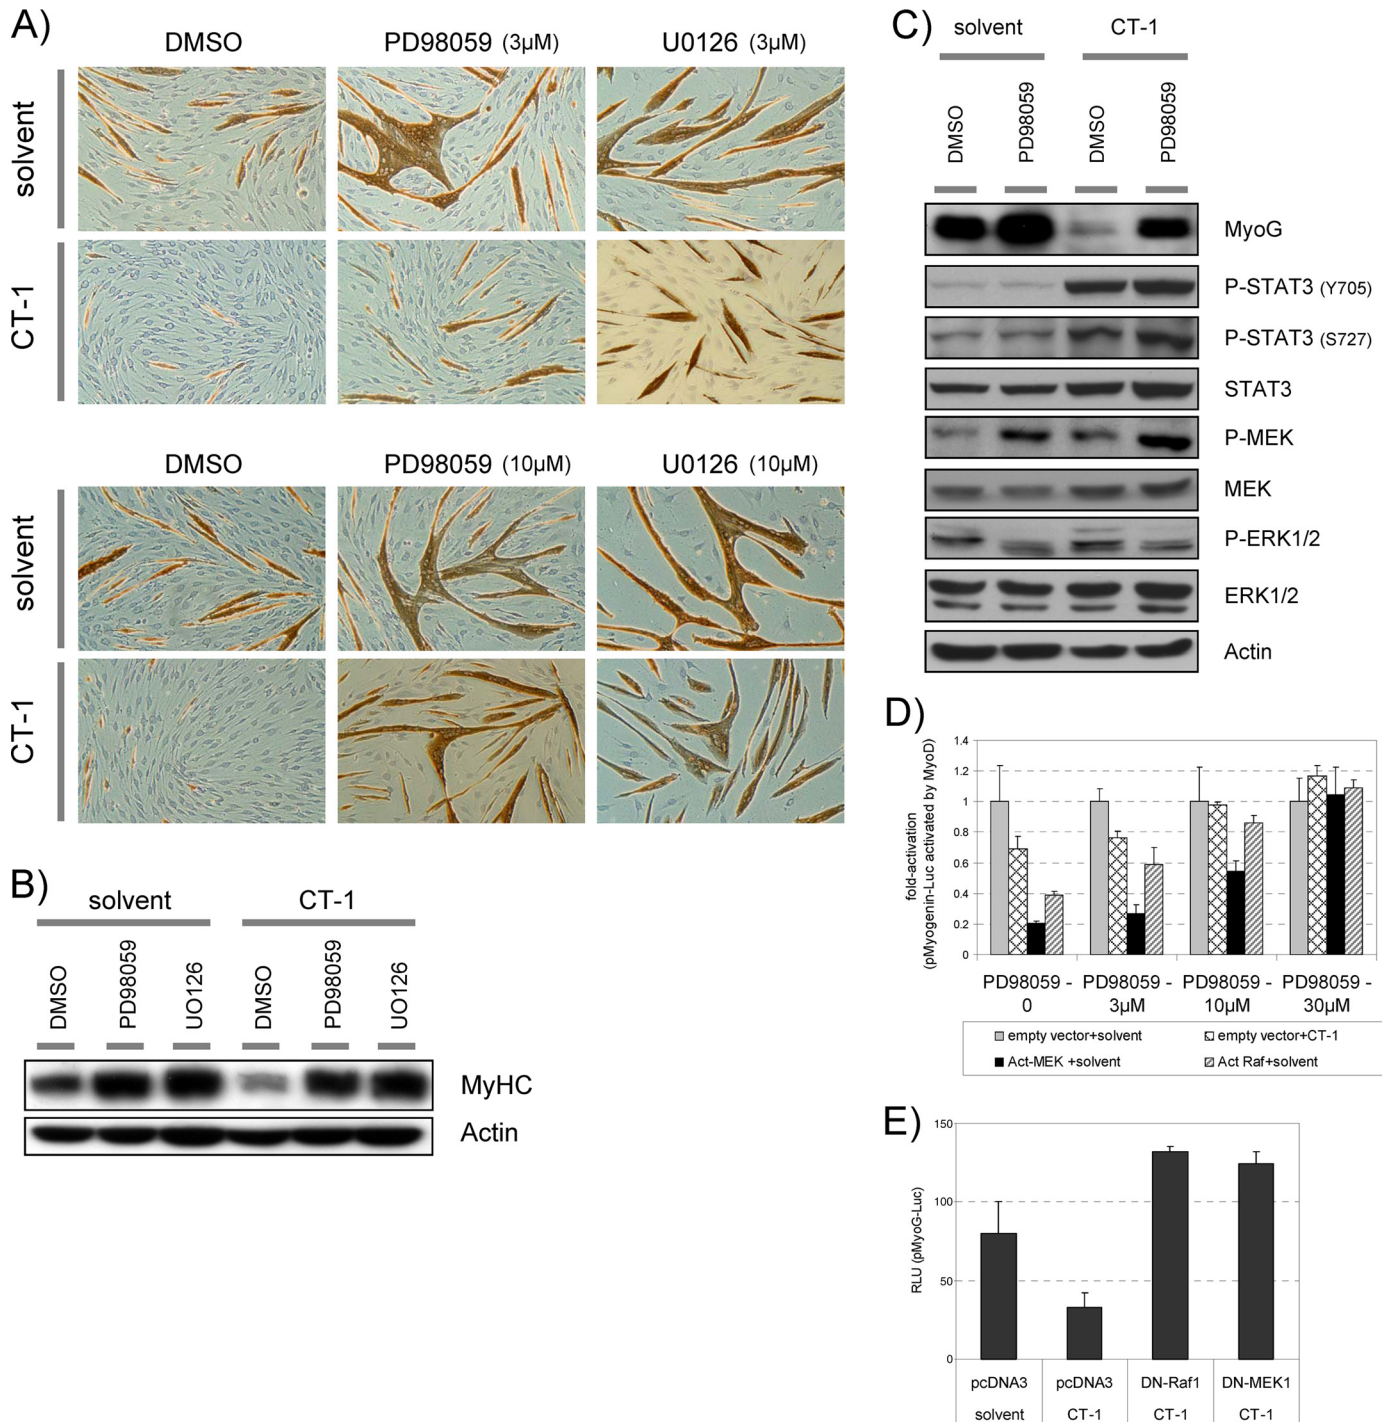 A)
DMSO PD98059 (3µM) U0126 (3µM)
solvent
CT-1
DMSO PD98059 (10µM) U0126 (10µM)
solvent
CT-1
B)
solvent CT-1
DMSO PD98059 UO126 DMSO PD98059 UO126
MyHC
Actin
C)
solvent CT-1
DMSO PD98059 DMSO PD98059
MyoG
P-STAT3 (Y705)
P-STAT3 (S727)
STAT3
P-MEK
MEK
P-ERK1/2
ERK1/2
Actin
D)
fold-activation
(pMyogenin-Luc activated by MyoD)
1.4
1.2
1
0.8
0.6
0.4
0.2
0
PD98059 - PD98059 - PD98059 - PD98059 -
0 3µM 10µM 30µM
empty vector+solvent empty vector+CT-1
Act-MEK +solvent Act Raf+solvent
E)
RLU (pMyoG-Luc)
150
100
50
0
pcDNA3 pcDNA3 DN-Raf1 DN-MEK1
solvent CT-1 CT-1 CT-1